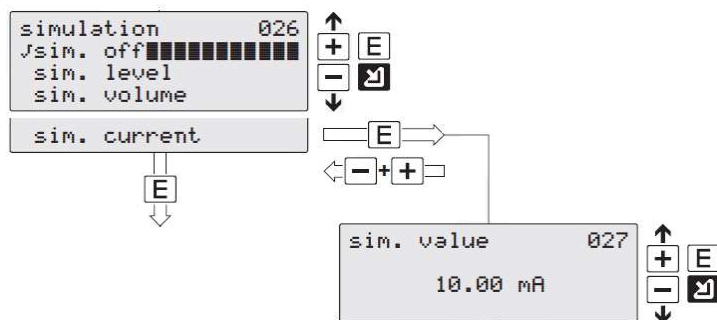 simulation 026
√sim. off
sim. level
sim. volume
sim. current
+ E
−
E
− + +
E
sim. value 027
10.00 mA
+ E
−